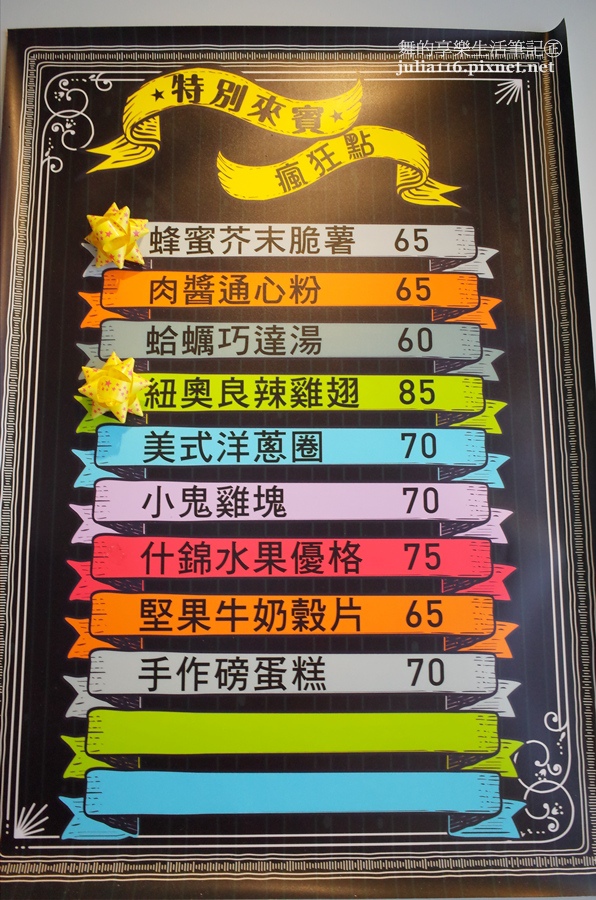 舞的享樂生活筆記㊣
julia116.pixnet.net
特別來賓
瘋狂點
蜂蜜芥末脆薯 65
肉醬通心粉 65
蛤蠣巧達湯 60
紐奧良辣雞翅 85
美式洋蔥圈 70
小鬼雞塊 70
什錦水果優格 75
堅果牛奶穀片 65
手作磅蛋糕 70